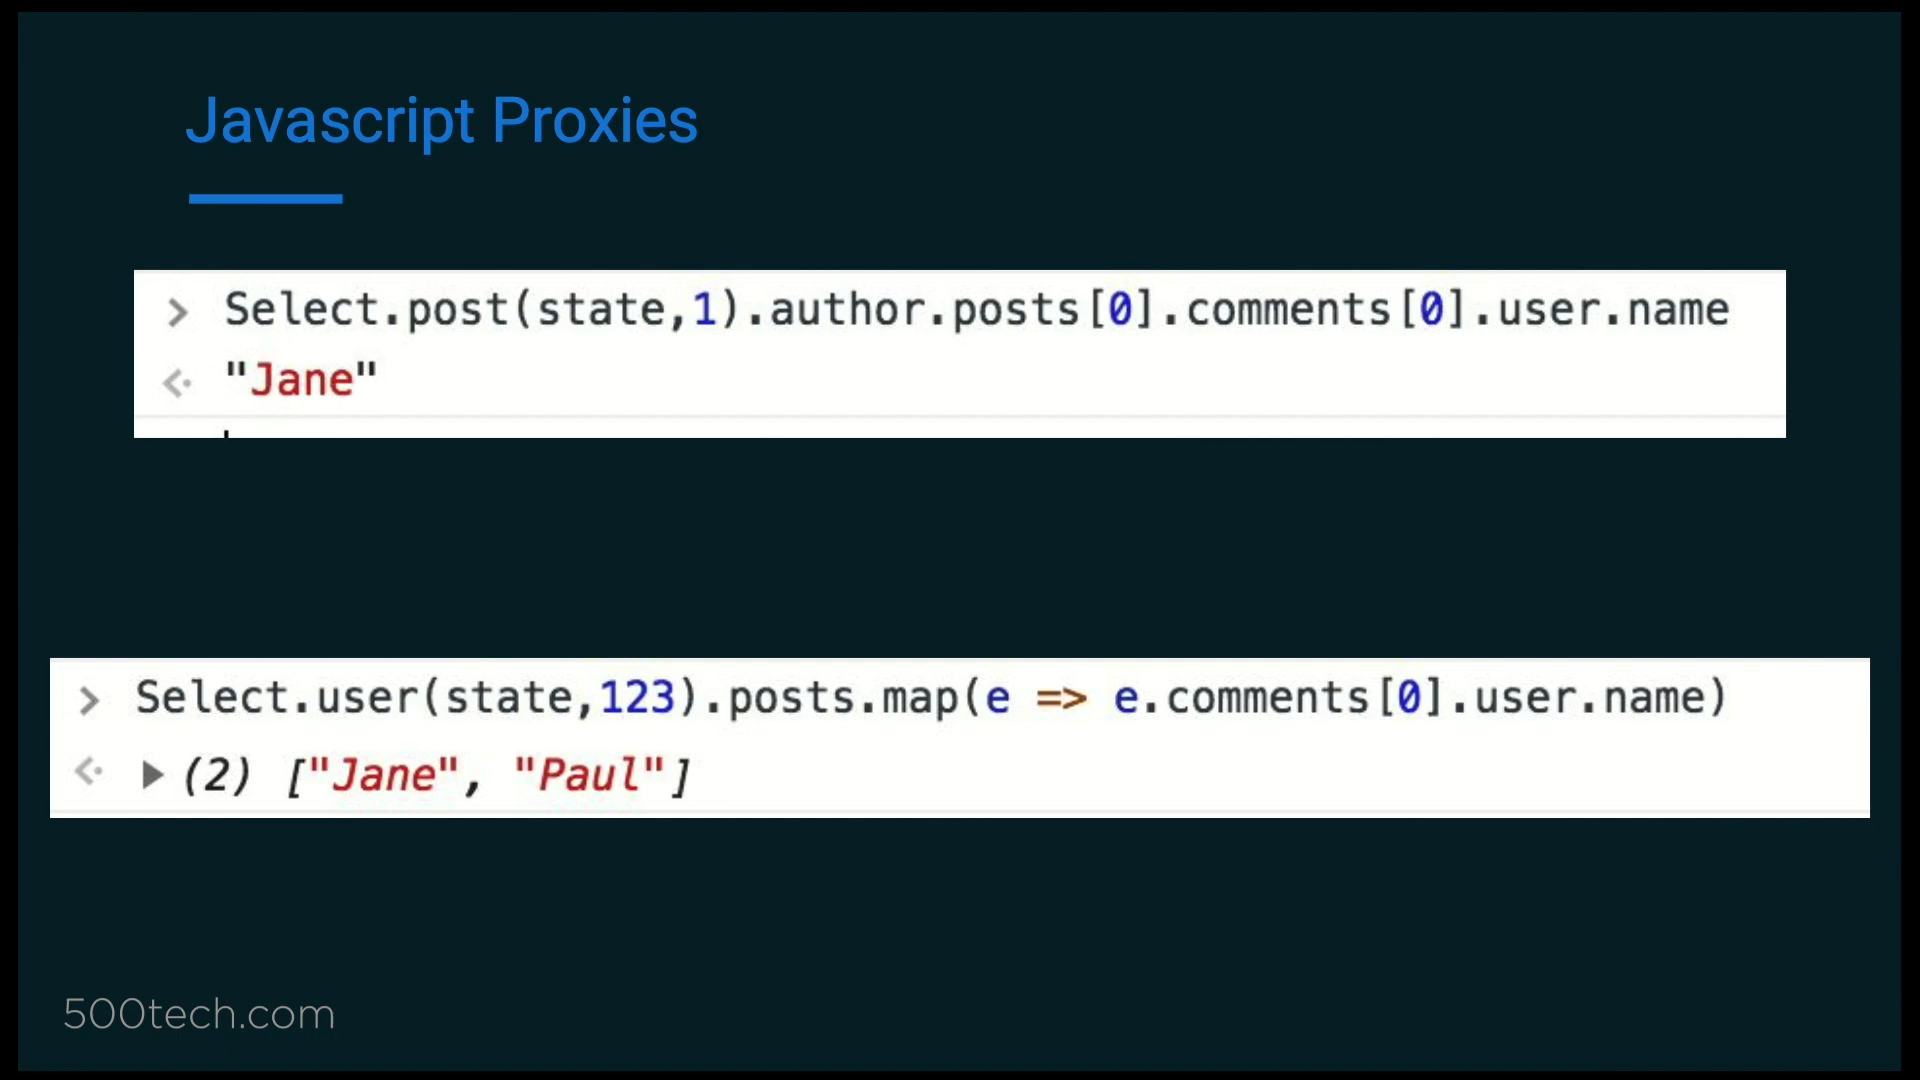 Javascript Proxies
> Select.post(state,1).author.posts[0].comments[0].user.name
"Jane"
> Select.user(state,123).posts.map(e => e.comments[0].user.name)
(2) ["Jane", "Paul"]
500tech.com